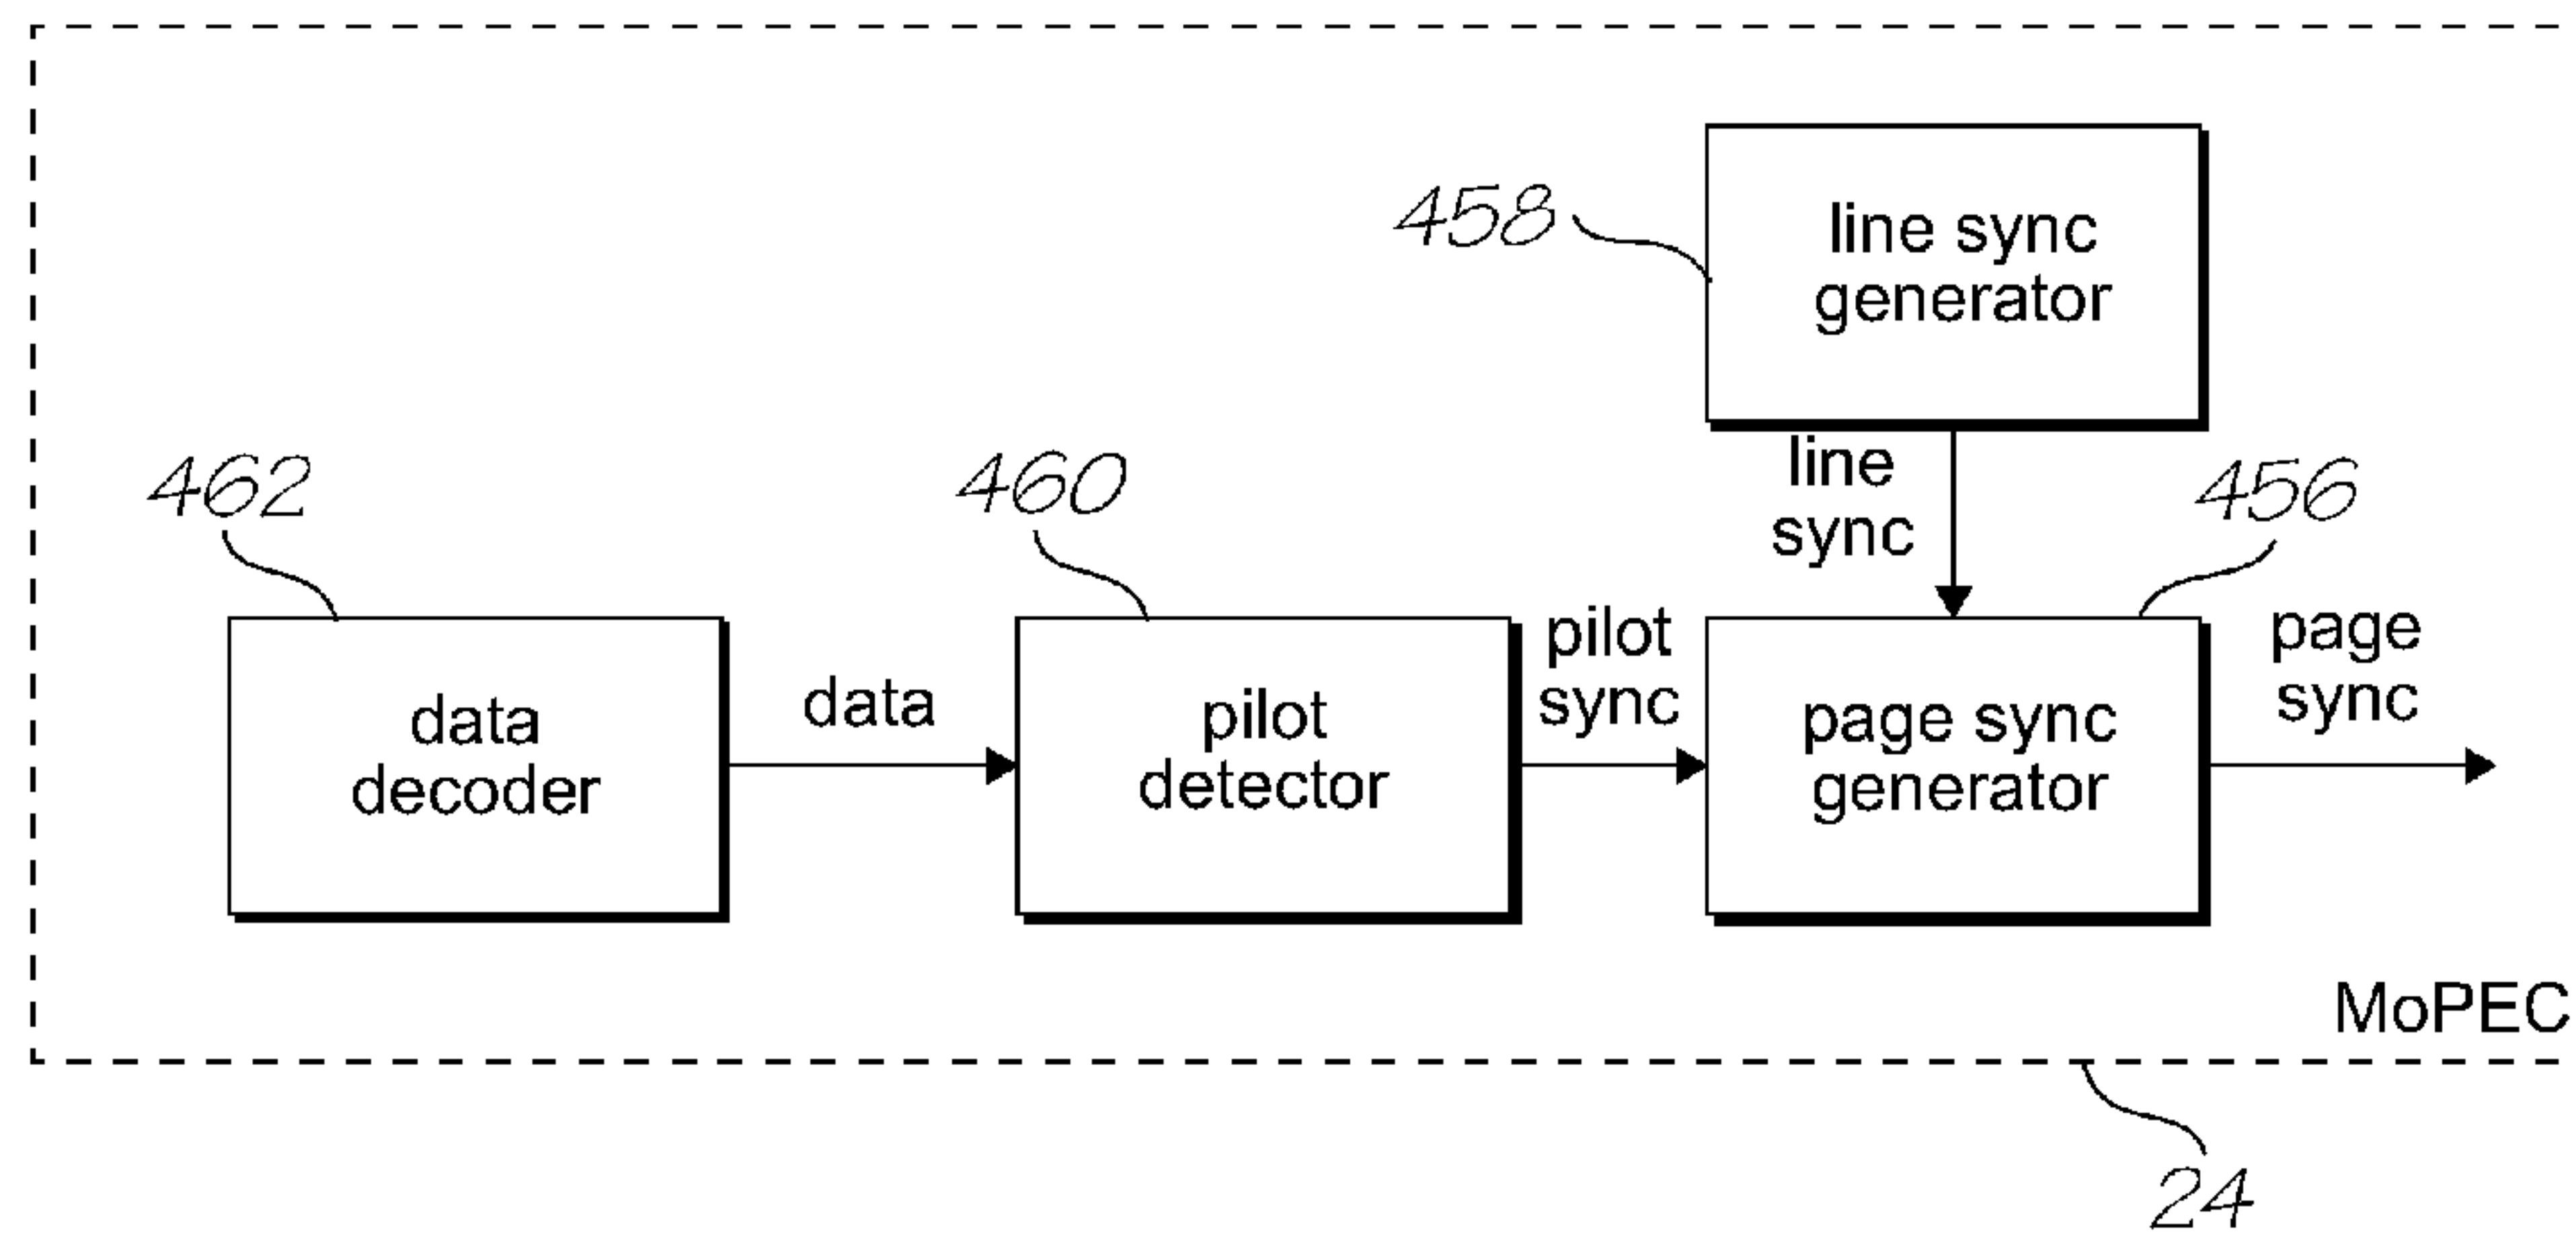 458
line sync
generator
line
sync
462
460
456
data
decoder
data
pilot
detector
pilot
sync
page sync
generator
page
sync
MoPEC
24